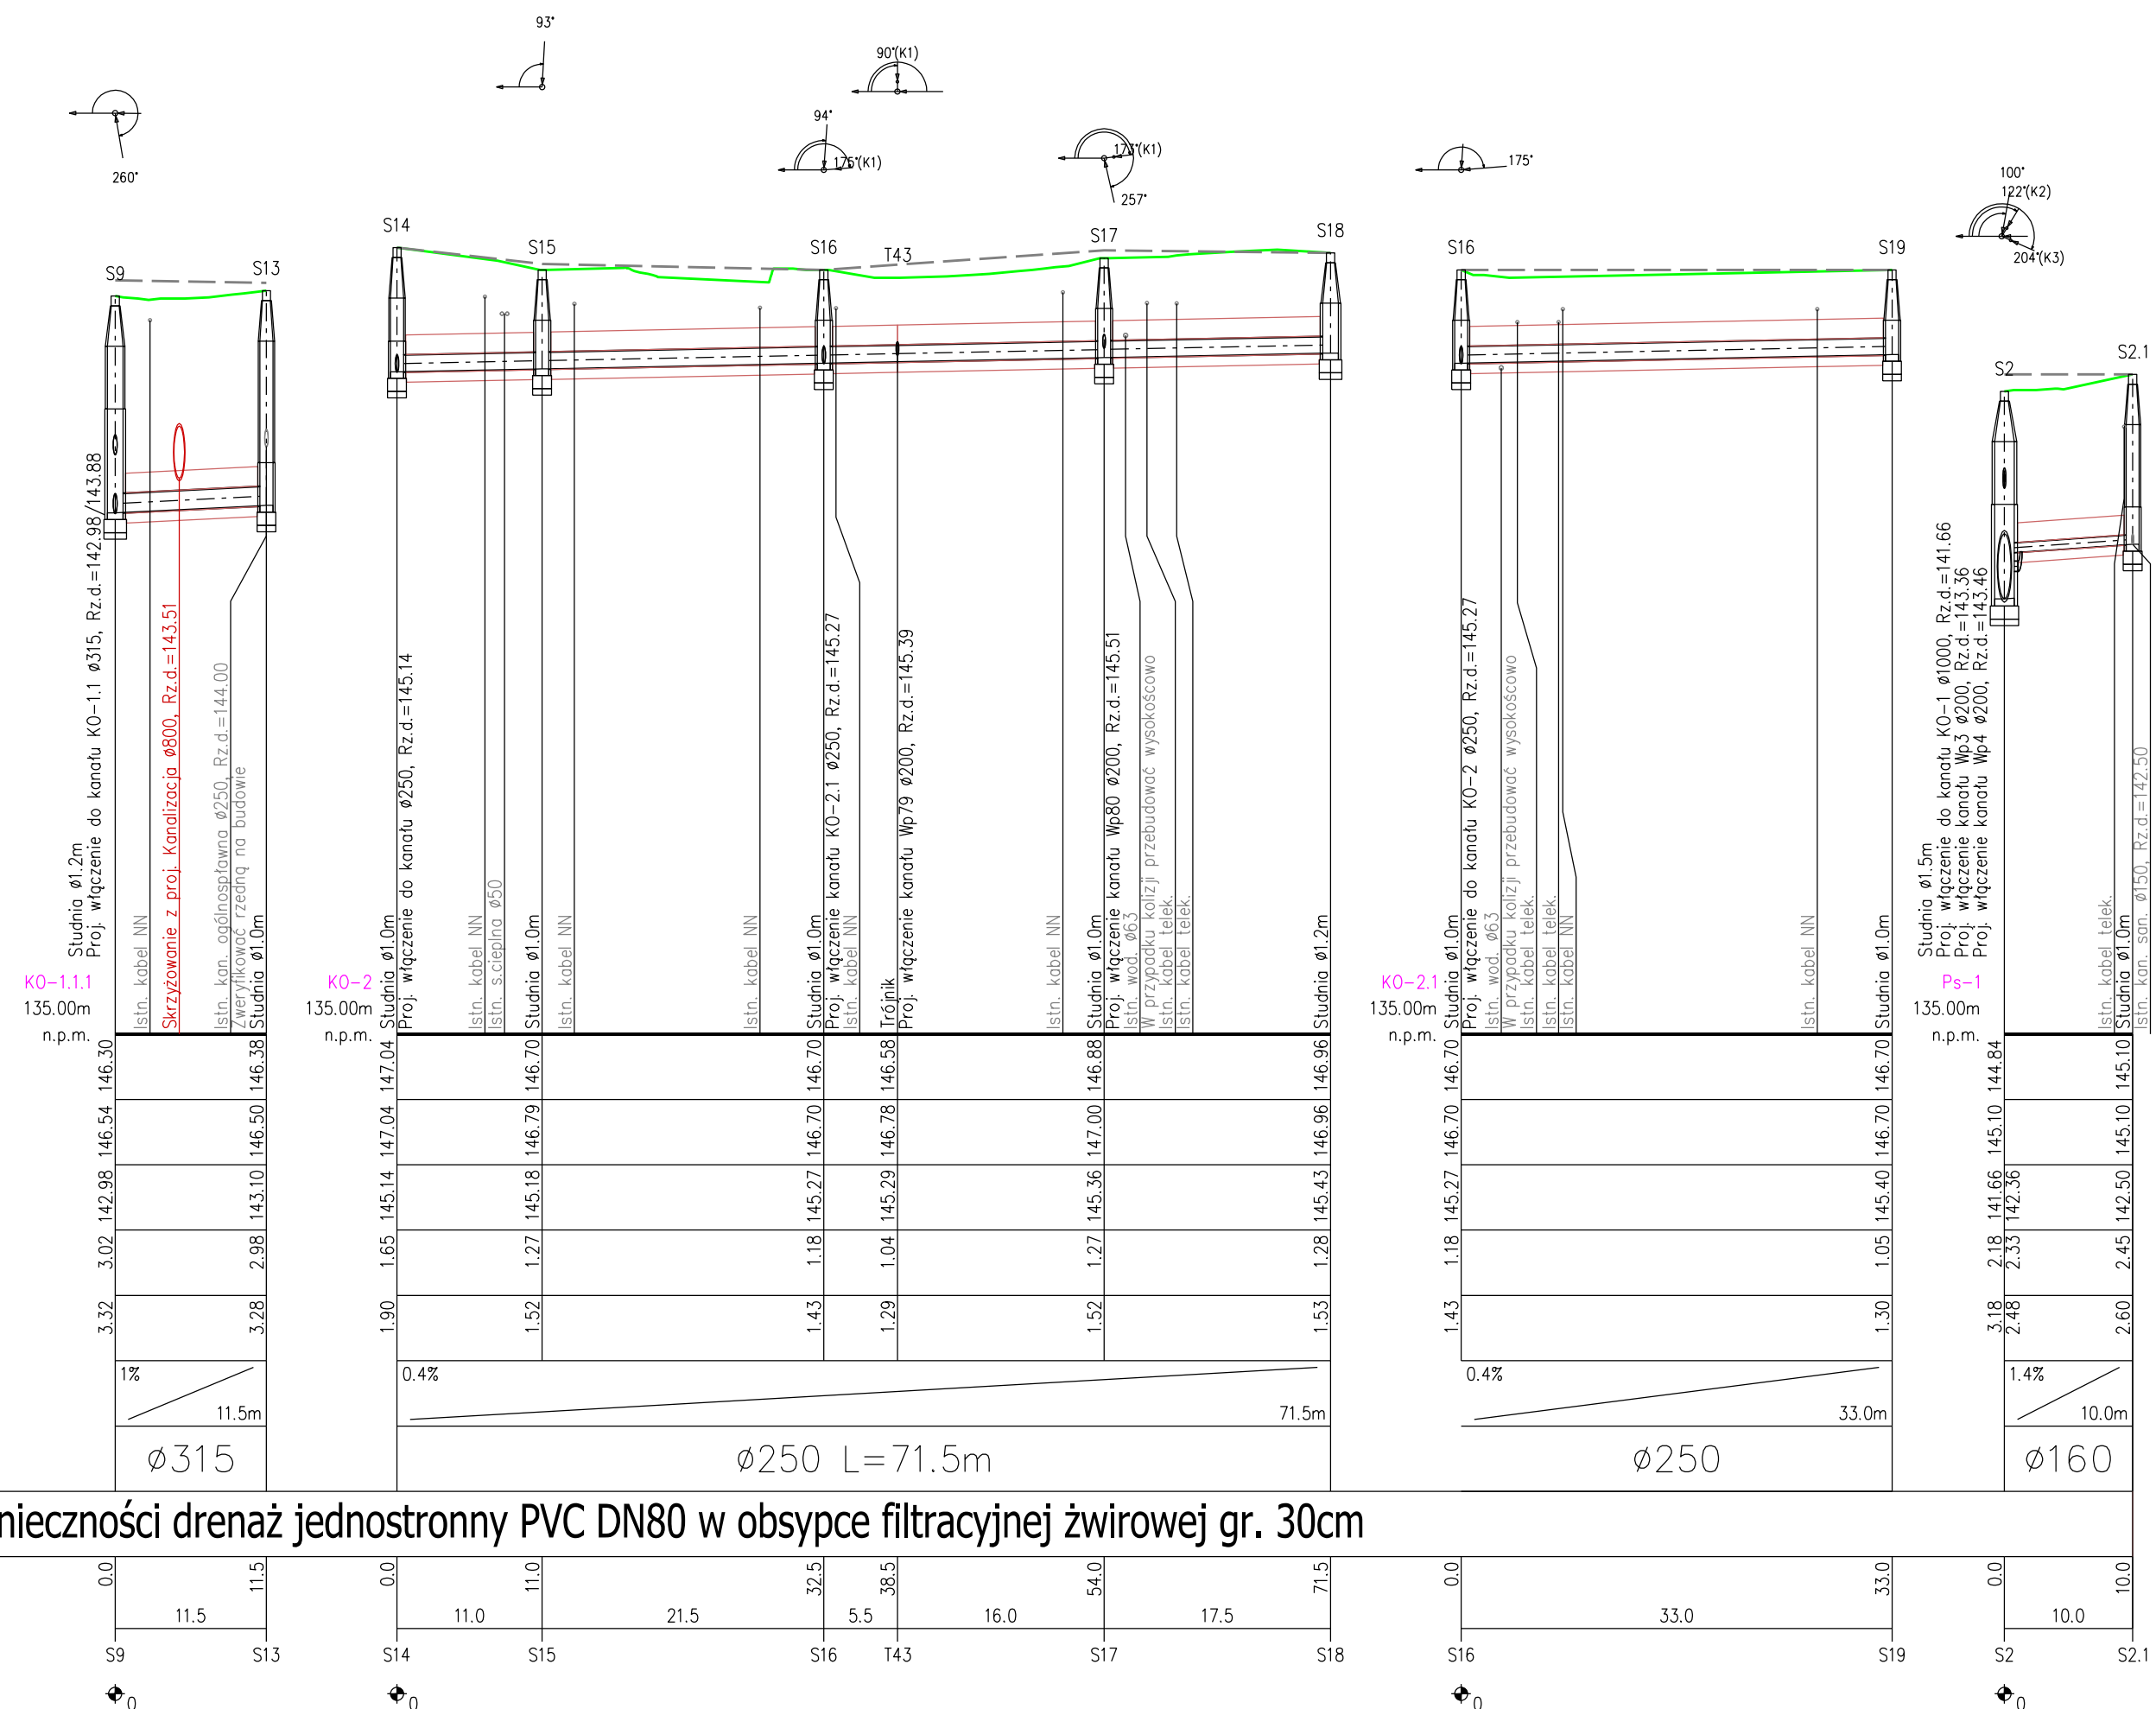 93°
90°(K1)
94°
175°(K1)
260°
257°
175°
100°
122°(K2)
204°(K3)
S9
S13
S14
S15
S16
T43
S17
S18
S16
S19
S2
S2.1
KO-1.1.1
135.00m
n.p.m.
Studnia ø1.2m
Proj. włączenie do kanału KO-1.1 ø315, Rz.d.=142.98/143.88
Istn. kabel NN
Skrzyżowanie z proj. Kanalizacja ø800, Rz.d.=143.51
Istn. kan. ogólnospławna ø250, Rz.d.=144.00
Zweryfikować rzędną na budowie
Studnia ø1.0m
KO-2
135.00m
n.p.m.
Studnia ø1.0m
Proj. włączenie do kanału ø250, Rz.d.=145.14
Istn. kabel NN
Istn. s.cieplna ø50
Studnia ø1.0m
Istn. kabel NN
Istn. kabel NN
Studnia ø1.0m
Proj. włączenie kanału KO-2.1 ø250, Rz.d.=145.27
Istn. kabel NN
Trójnik
Proj. włączenie kanału Wp79 ø200, Rz.d.=145.39
Istn. kabel NN
Studnia ø1.0m
Proj. włączenie kanału Wp80 ø200, Rz.d.=145.51
Istn. wod. ø63
W przypadku kolizji przebudować wysokościowo
Istn. kabel telek.
Istn. kabel telek.
Studnia ø1.2m
KO-2.1
135.00m
n.p.m.
Studnia ø1.0m
Proj. włączenie do kanału KO-2 ø250, Rz.d.=145.27
Istn. wod. ø63
W przypadku kolizji przebudować wysokościowo
Istn. kabel telek.
Istn. kabel telek.
Istn. kabel NN
Istn. kabel NN
Studnia ø1.0m
Ps-1
135.00m
n.p.m.
Studnia ø1.5m
Proj. włączenie do kanału KO-1 ø1000, Rz.d.=141.66
Proj. włączenie kanału Wp3 ø200, Rz.d.=143.36
Proj. włączenie kanału Wp4 ø200, Rz.d.=143.46
Istn. kabel telek.
Studnia ø1.0m
Istn. kan. san. ø150, Rz.d.=142.50
146.30 146.38 147.04 146.70 146.70 146.58 146.88 146.96 146.70 146.70 144.84 145.10
146.54 146.50 147.04 146.79 146.70 146.78 147.00 146.96 146.70 146.70 145.10 145.10
142.98 143.10 145.14 145.18 145.27 145.29 145.36 145.43 145.27 145.40 141.66 142.36 142.50
3.02 2.98 1.65 1.27 1.18 1.04 1.27 1.28 1.18 1.05 2.18 2.33 2.45
3.32 3.28 1.90 1.52 1.43 1.29 1.52 1.53 1.43 1.30 3.18 2.48 2.60
1% 0.4% 0.4% 1.4%
11.5m 71.5m 33.0m 10.0m
ø315 ø250 L=71.5m ø250 ø160
nieczności drenaż jednostronny PVC DN80 w obsypce filtracyjnej żwirowej gr. 30cm
0.0 11.5 0.0 11.0 32.5 38.5 54.0 71.5 0.0 33.0 0.0 10.0
11.5 11.0 21.5 5.5 16.0 17.5 33.0 10.0
S9 S13 S14 S15 S16 T43 S17 S18 S16 S19 S2 S2.1
0 0 0 0